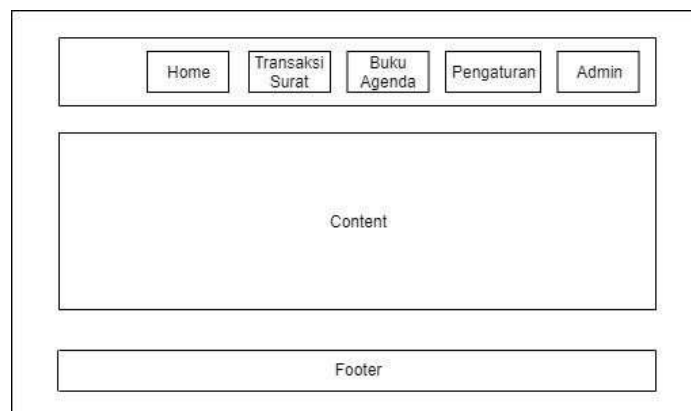 Home
Transaksi
Surat
Buku
Agenda
Pengaturan
Admin
Content
Footer